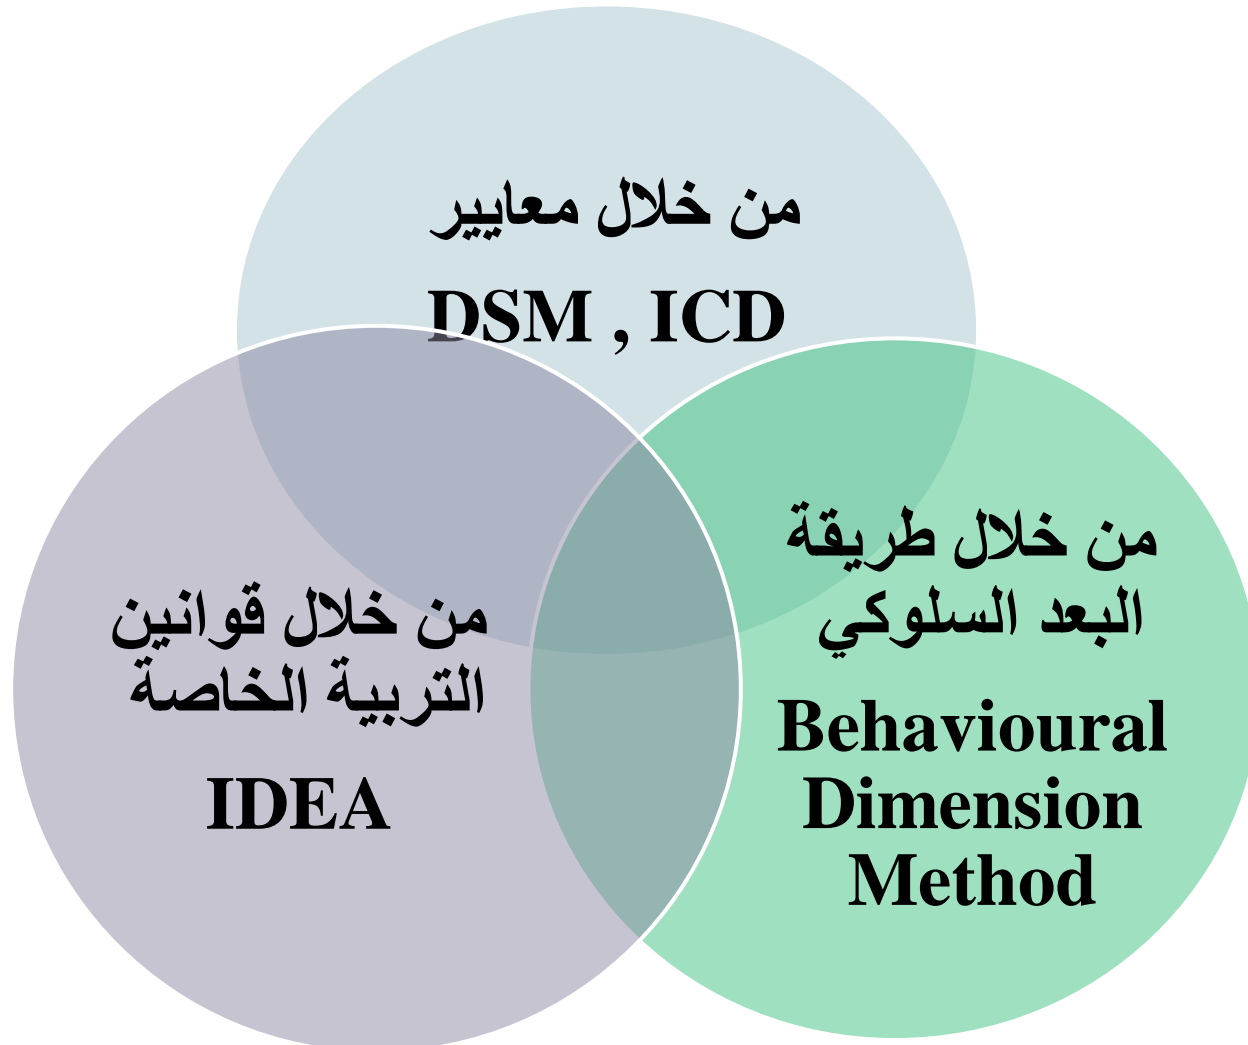 من خلال معايير
DSM , ICD
من خلال طريقة
البعد السلوكي
Behavioural
Dimension
Method
من خلال قوانين
التربية الخاصة
IDEA